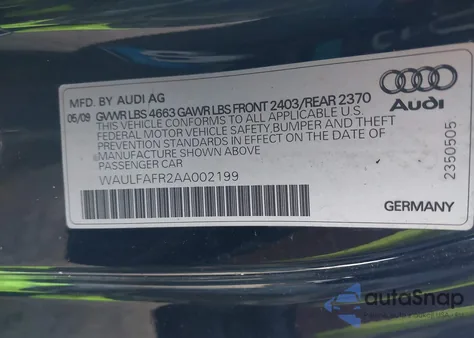 MFD. BY AUDI AG
05/09 GVWR LBS 4663 GAWR LBS FRONT 2403/REAR 2370
THIS VEHICLE CONFORMS TO ALL APPLICABLE
FEDERAL MOTOR VEHICLE SAFETY, BUMPER AND THEFT
PREVENTION STANDARDS IN EFFECT ON THE
DATE OF MANUFACTURE SHOWN ABOVE
PASSENGER CAR
WAULFAFR2AA002199
Audi
2350505
GERMANY
autoSnap